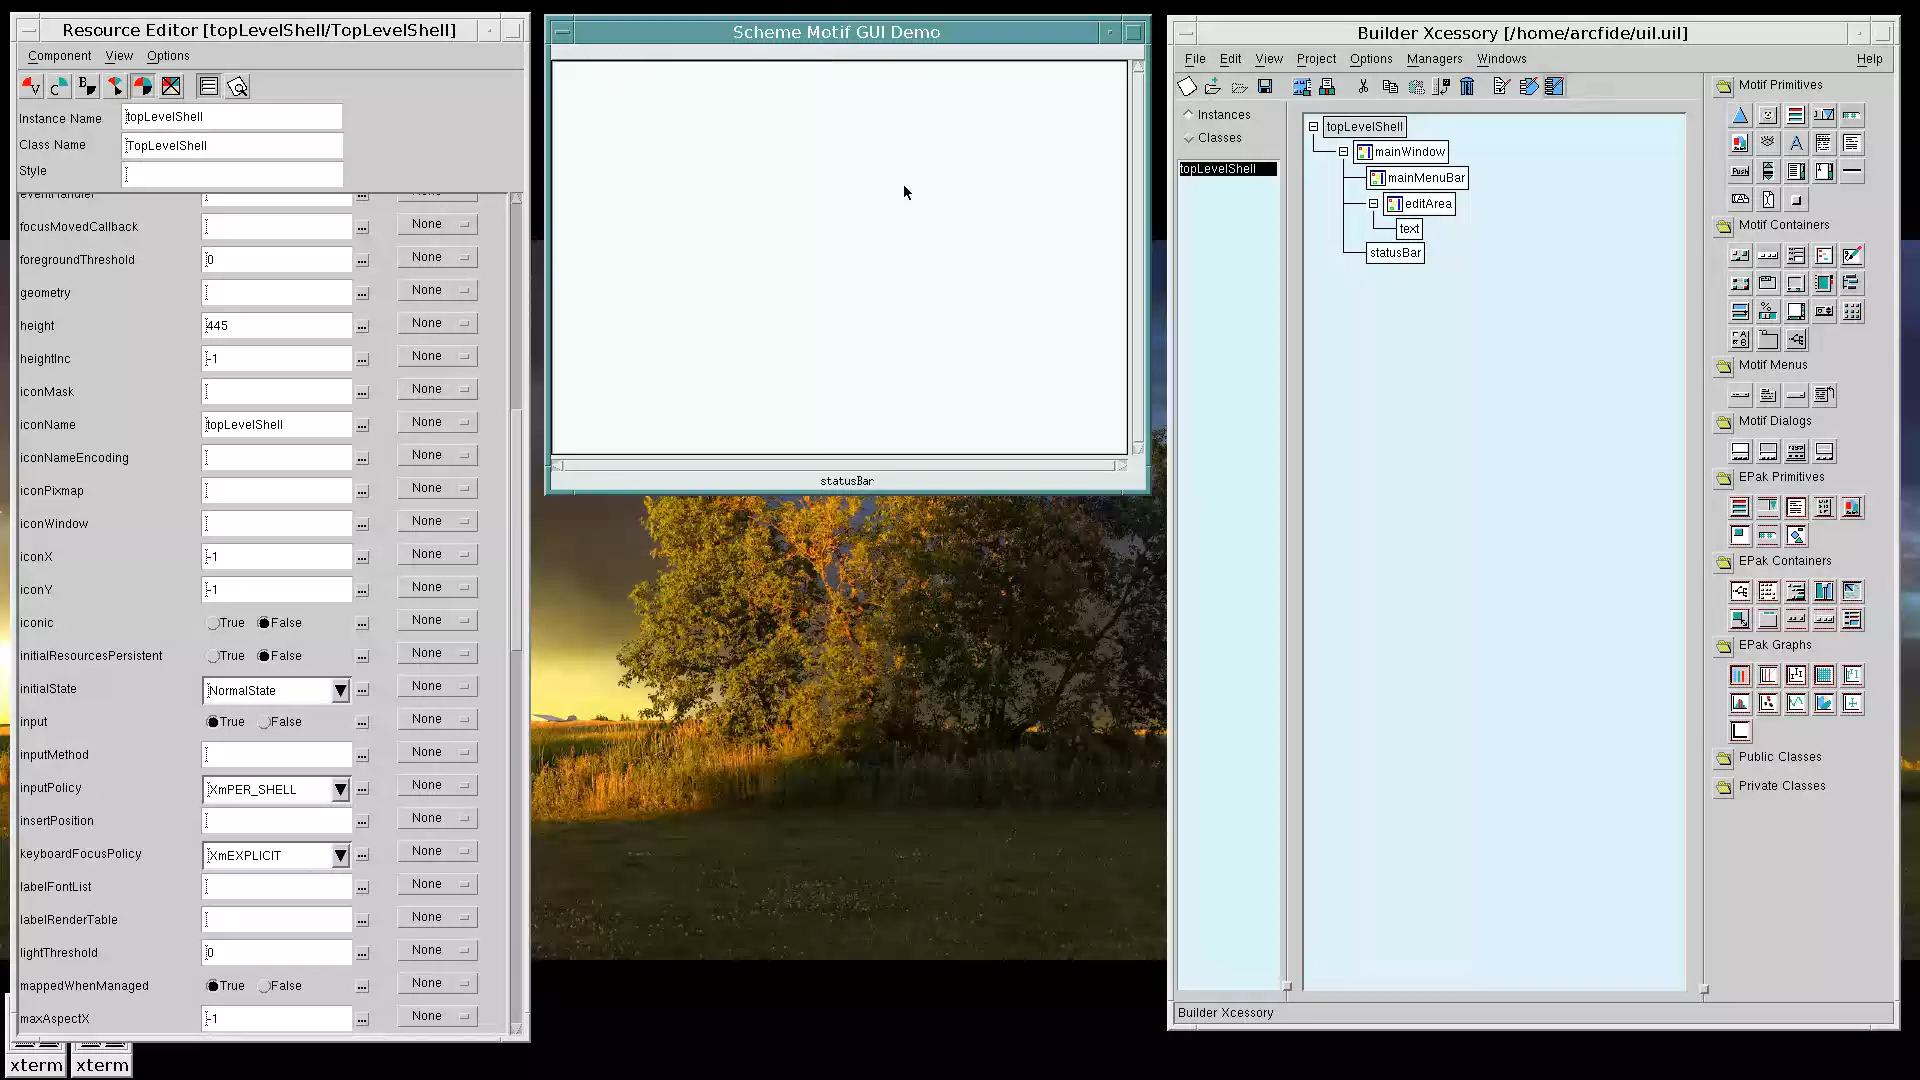 Resource Editor [topLevelShell/TopLevelShell]
Component View Options
Instance Name topLevelShell
Class Name TopLevelShell
Style
eventHandler
focusMovedCallback None
foregroundThreshold 0 None
geometry None
height 445 None
heightInc -1 None
iconMask None
iconName topLevelShell None
iconNameEncoding None
iconPixmap None
iconWindow None
iconX -1 None
iconY -1 None
iconic True False None
initialResourcesPersistent True False None
initialState NormalState None
input True False None
inputMethod None
inputPolicy XmPER_SHELL None
insertPosition None
keyboardFocusPolicy XmEXPLICIT None
labelFontList None
labelRenderTable None
lightThreshold 0 None
mappedWhenManaged True False None
maxAspectX -1 None
xterm xterm
Scheme Motif GUI Demo
statusBar
Builder Xcessory [/home/arcfide/uil.uil]
File Edit View Project Options Managers Windows Help
Instances
Classes
topLevelShell
topLevelShell
mainWindow
mainMenuBar
editArea
text
statusBar
Motif Primitives
Push
Motif Containers
Motif Menus
Motif Dialogs
EPak Primitives
EPak Containers
EPak Graphs
Public Classes
Private Classes
Builder Xcessory